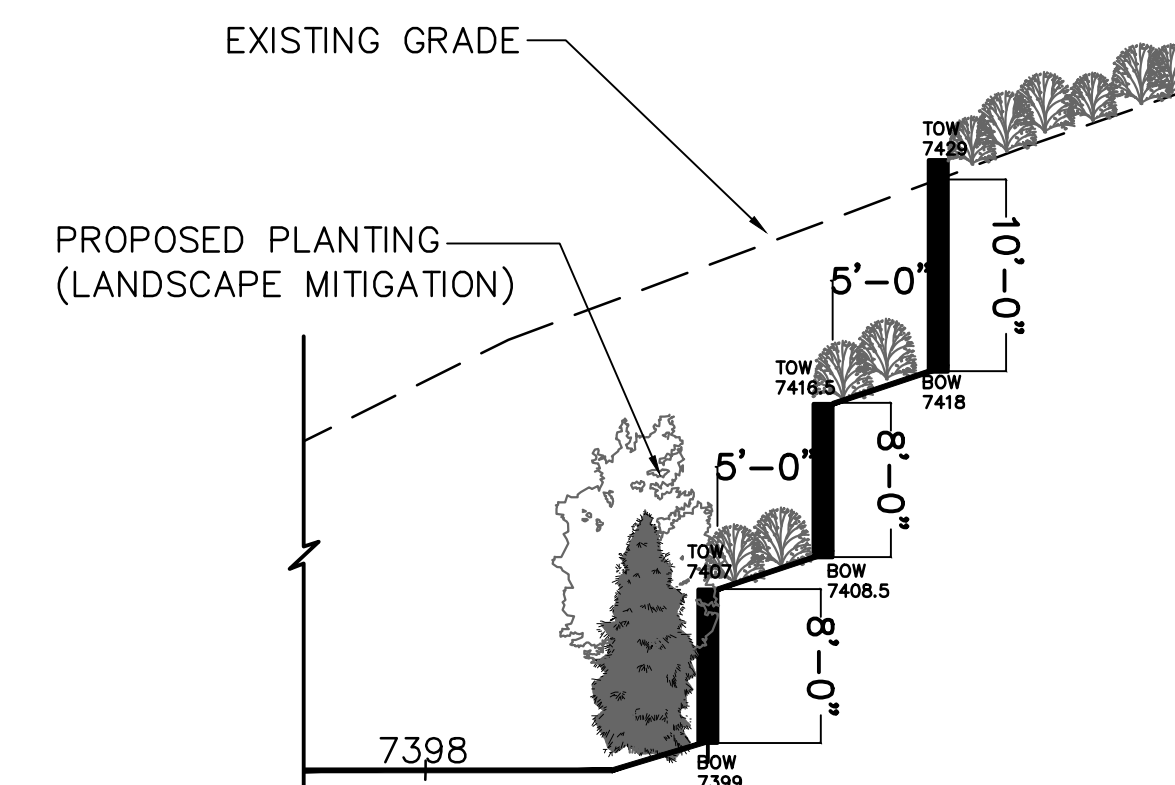 EXISTING GRADE
TOW
7429
PROPOSED PLANTING
(LANDSCAPE MITIGATION)
10'-0"
5'-0"
TOW
7416.5
BOW
7418
8'-0"
5'-0"
TOW
7407
BOW
7408.5
8'-0"
7398
BOW
7399